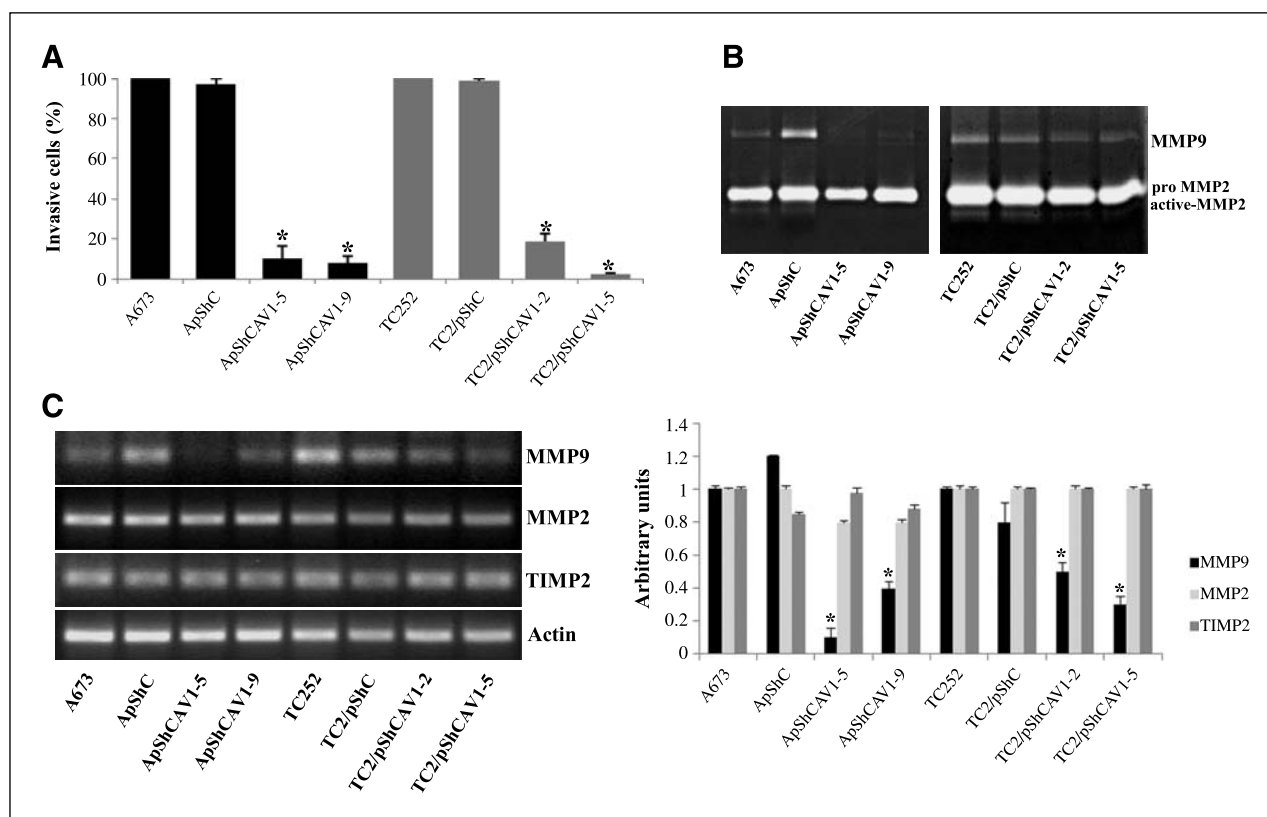 A
Invasive cells (%)
100
80
60
40
20
0
*
*
*
*
A673
ApShC
ApShCAV1-5
ApShCAV1-9
TC252
TC2/pShC
TC2/pShCAV1-2
TC2/pShCAV1-5
B
MMP9
pro MMP2
active-MMP2
A673
ApShC
ApShCAV1-5
ApShCAV1-9
TC252
TC2/pShC
TC2/pShCAV1-2
TC2/pShCAV1-5
C
MMP9
MMP2
TIMP2
Actin
A673
ApShC
ApShCAV1-5
ApShCAV1-9
TC252
TC2/pShC
TC2/pShCAV1-2
TC2/pShCAV1-5
Arbitrary units
1.4
1.2
1
0.8
0.6
0.4
0.2
0
*
*
*
*
MMP9
MMP2
TIMP2
A673
ApShC
ApShCAV1-5
ApShCAV1-9
TC252
TC2/pShC
TC2/pShCAV1-2
TC2/pShCAV1-5